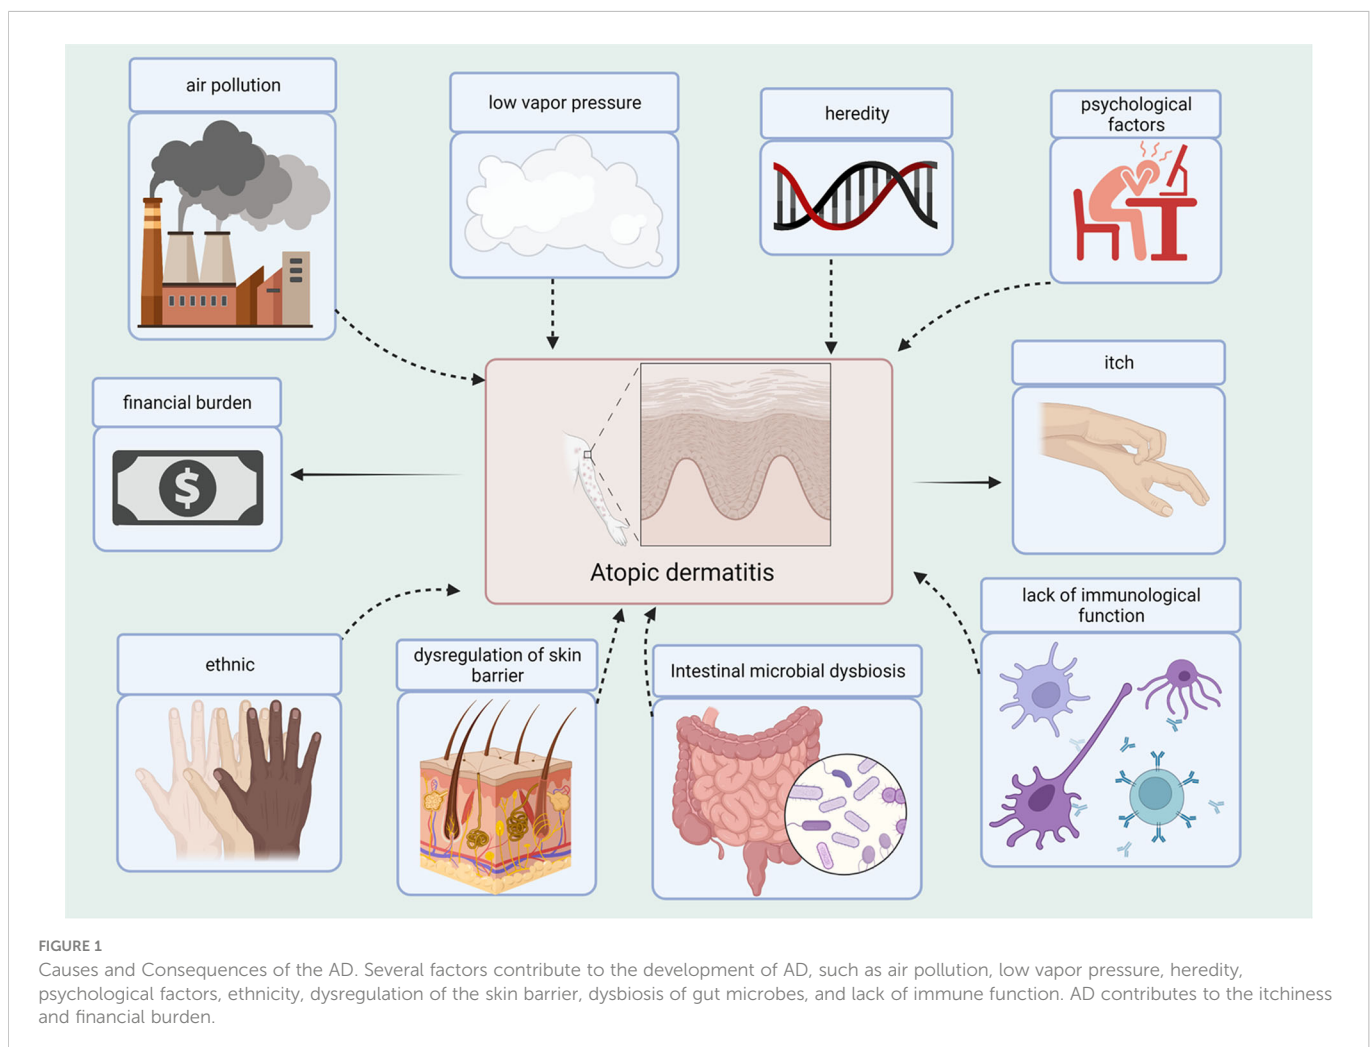 air pollution
low vapor pressure
heredity
psychological
factors
financial burden
$
itch
Atopic dermatitis
ethnic
dysregulation of skin
barrier
Intestinal microbial dysbiosis
lack of immunological
function
FIGURE 1
Causes and Consequences of the AD. Several factors contribute to the development of AD, such as air pollution, low vapor pressure, heredity,
psychological factors, ethnicity, dysregulation of the skin barrier, dysbiosis of gut microbes, and lack of immune function. AD contributes to the itchiness
and financial burden.